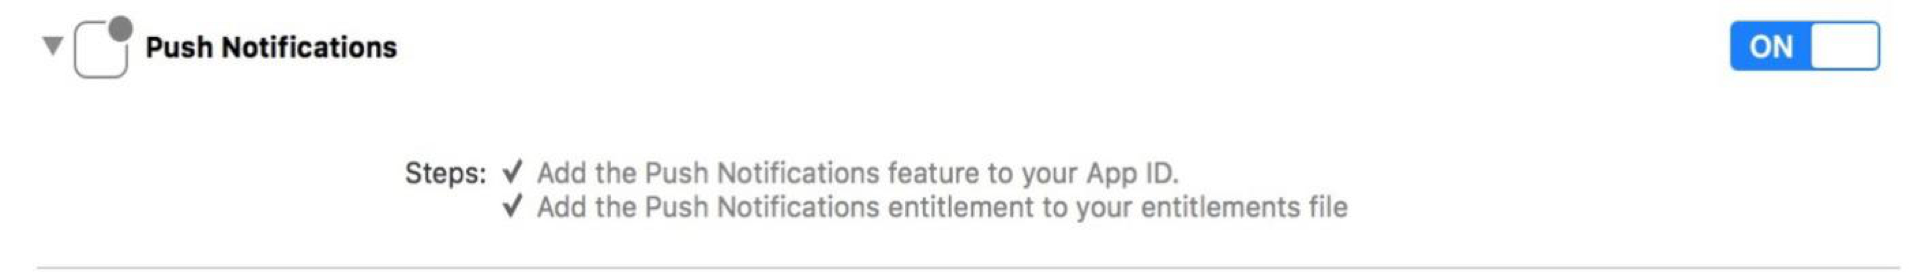 Push Notifications
ON
Steps: ✓ Add the Push Notifications feature to your App ID.
✓ Add the Push Notifications entitlement to your entitlements file